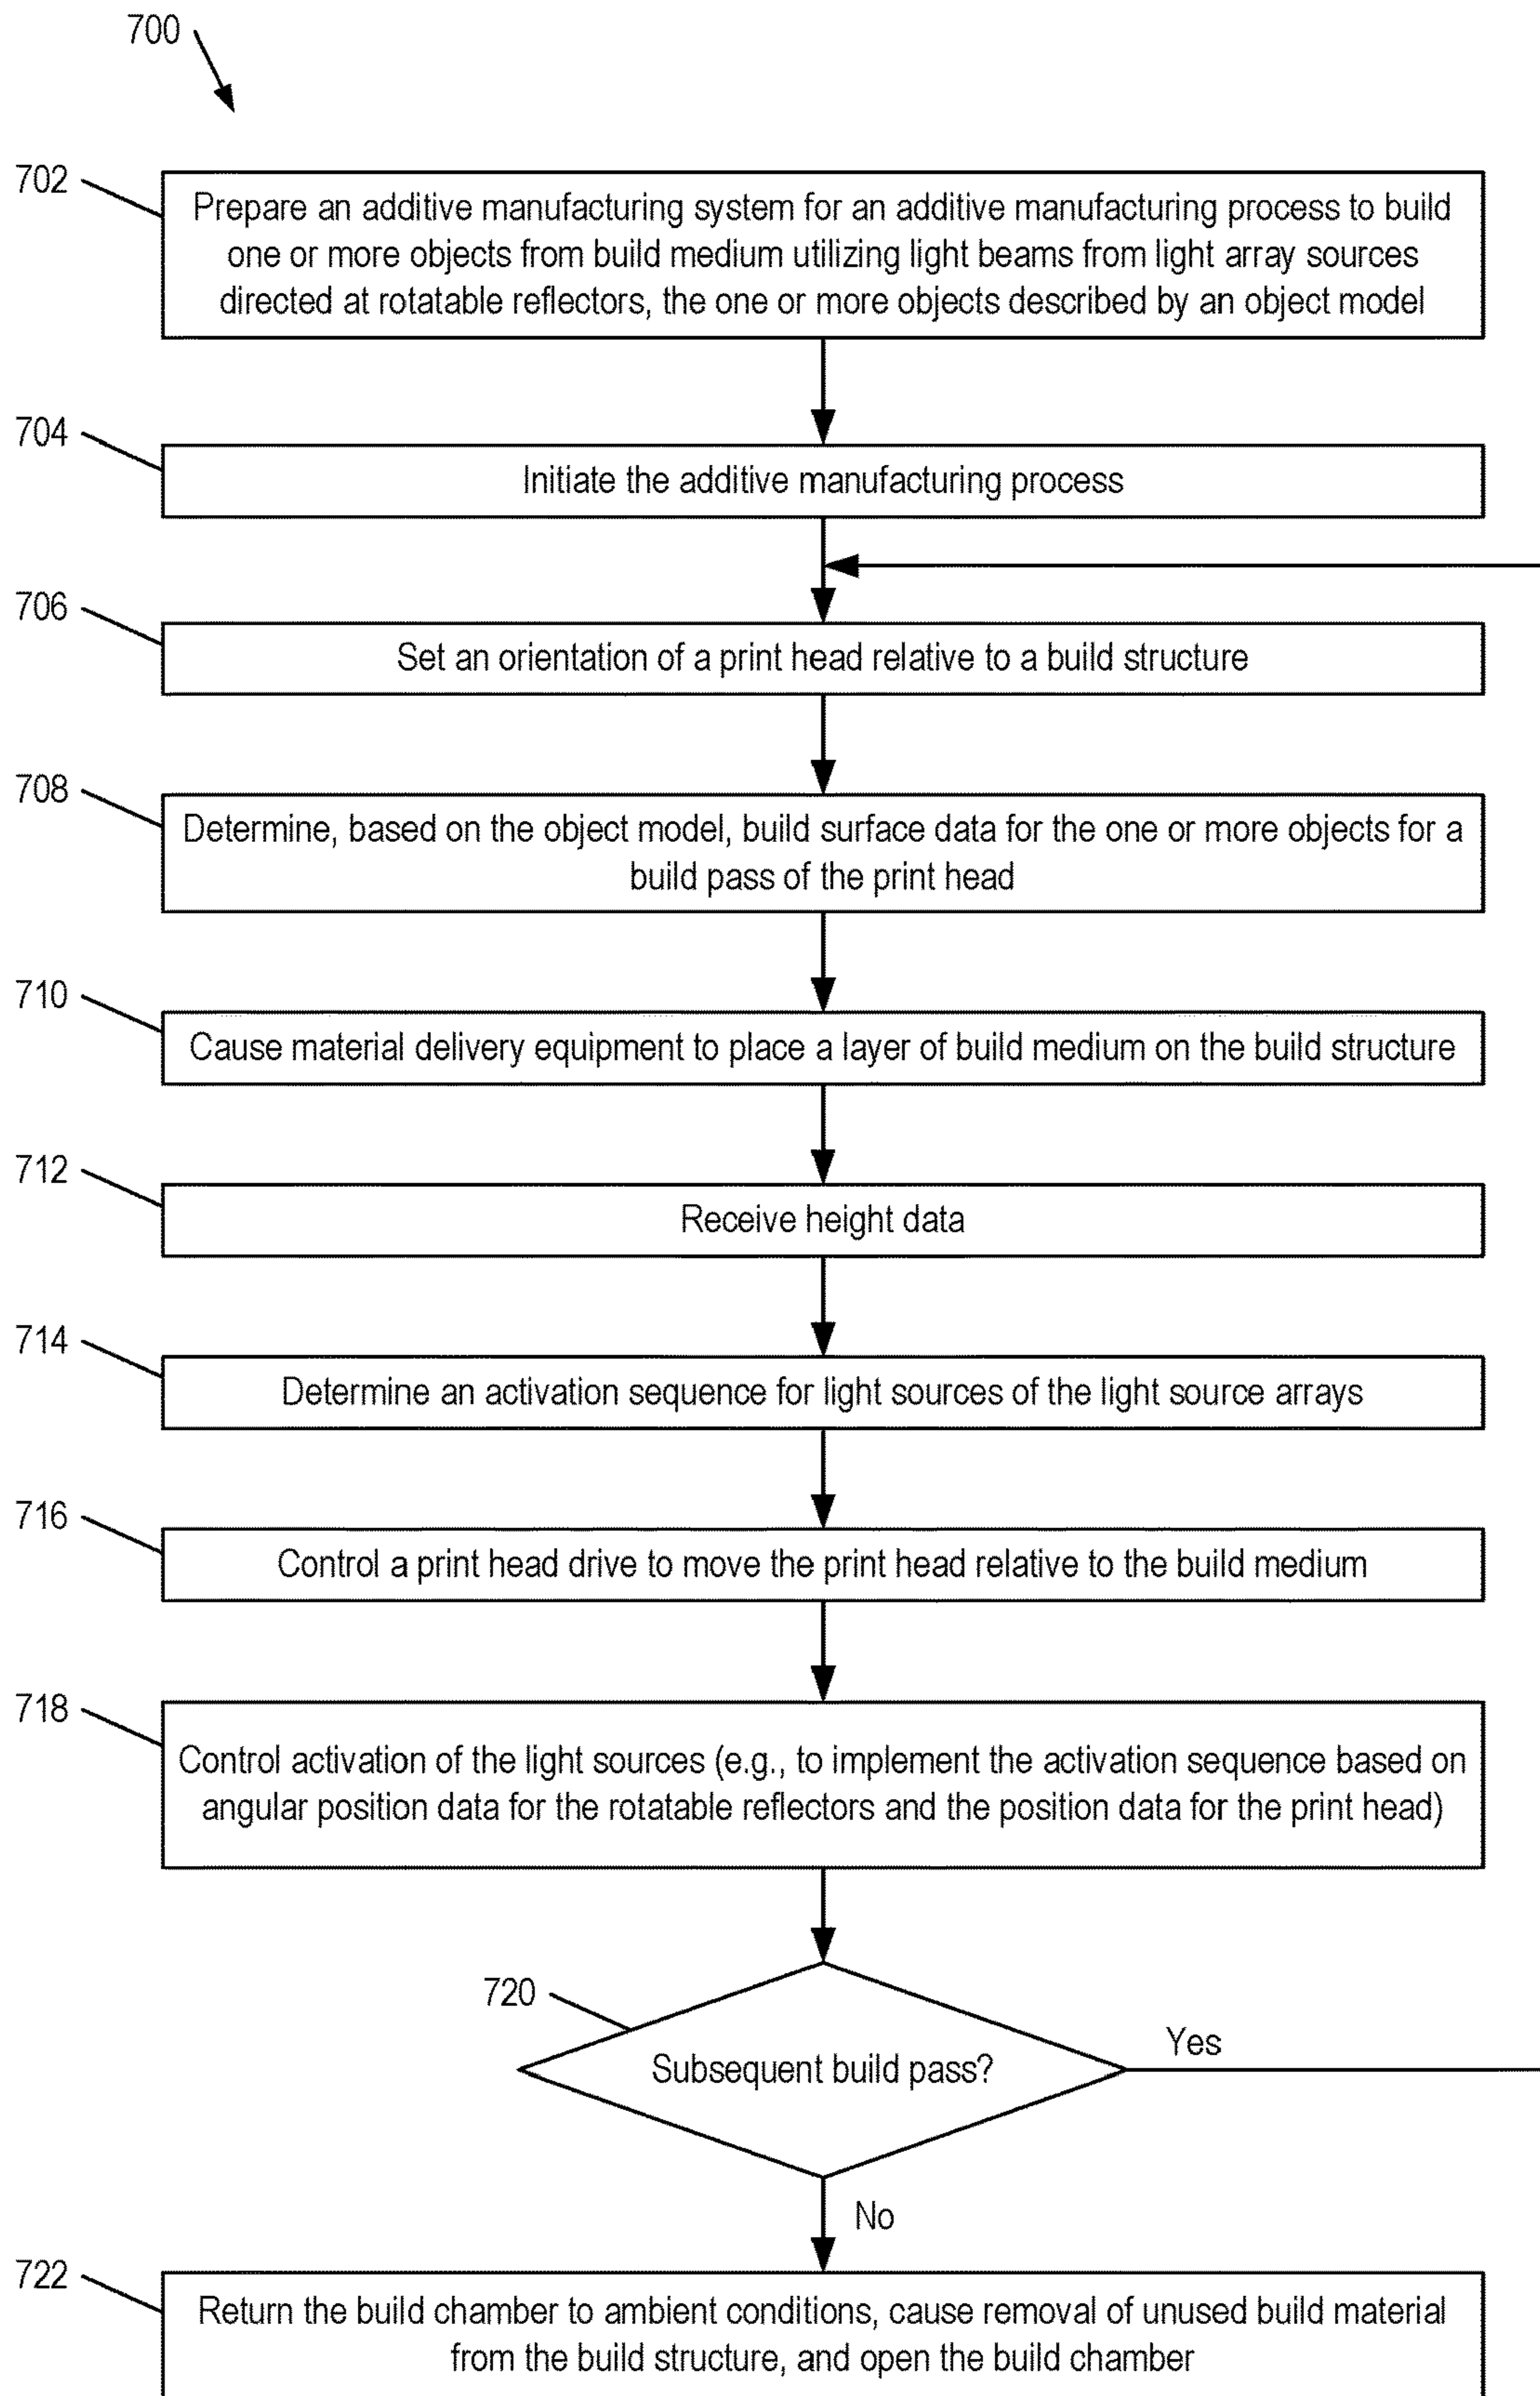 700
702
Prepare an additive manufacturing system for an additive manufacturing process to build
one or more objects from build medium utilizing light beams from light array sources
directed at rotatable reflectors, the one or more objects described by an object model
704
Initiate the additive manufacturing process
706
Set an orientation of a print head relative to a build structure
708
Determine, based on the object model, build surface data for the one or more objects for a
build pass of the print head
710
Cause material delivery equipment to place a layer of build medium on the build structure
712
Receive height data
714
Determine an activation sequence for light sources of the light source arrays
716
Control a print head drive to move the print head relative to the build medium
718
Control activation of the light sources (e.g., to implement the activation sequence based on
angular position data for the rotatable reflectors and the position data for the print head)
720
Subsequent build pass?
Yes
No
722
Return the build chamber to ambient conditions, cause removal of unused build material
from the build structure, and open the build chamber